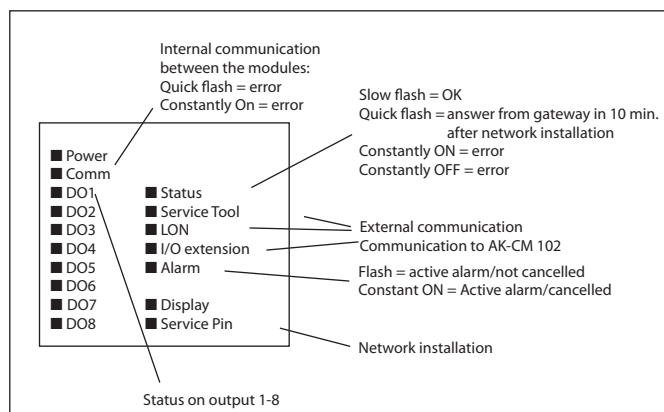 Internal communication
between the modules:
Quick flash = error
Constantly On = error
Slow flash = OK
Quick flash = answer from gateway in 10 min.
after network installation
Constantly ON = error
Constantly OFF = error
■ Power
■ Comm
■ DO1
■ DO2
■ DO3
■ DO4
■ DO5
■ DO6
■ DO7
■ DO8
■ Status
■ Service Tool
■ LON
■ I/O extension
■ Alarm
■ Display
■ Service Pin
External communication
Communication to AK-CM 102
Flash = active alarm/not cancelled
Constant ON = Active alarm/cancelled
Network installation
Status on output 1-8